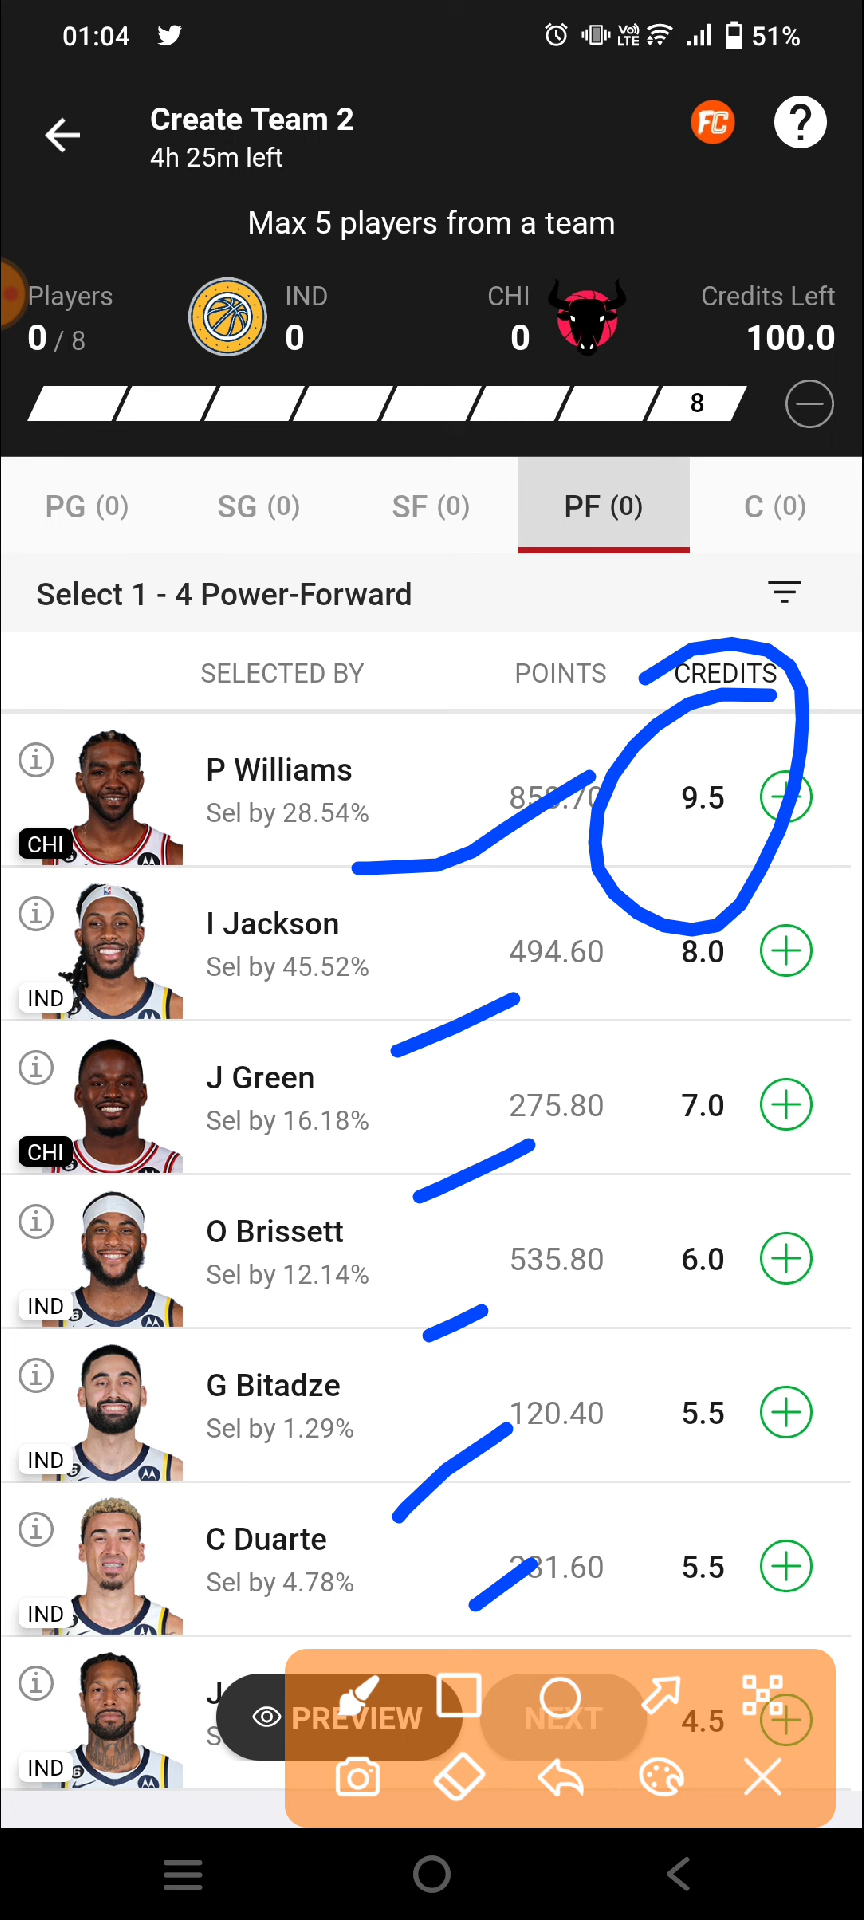 01:04 Vo) LTE 51%
Create Team 2
4h 25m left
FC ?
Max 5 players from a team
Players IND CHI Credits Left
0 / 8 0 0 100.0
8
PG (0) SG (0) SF (0) PF (0) C (0)
Select 1 - 4 Power-Forward
SELECTED BY POINTS CREDITS
P Williams
Sel by 28.54% 9.5
CHI
I Jackson
Sel by 45.52% 494.60 8.0
IND
J Green
Sel by 16.18% 275.80 7.0
CHI
O Brissett
Sel by 12.14% 535.80 6.0
IND
G Bitadze
Sel by 1.29% 120.40 5.5
IND
C Duarte
Sel by 4.78% 5.5
IND
J
PREVIEW NEXT 4.5
IND